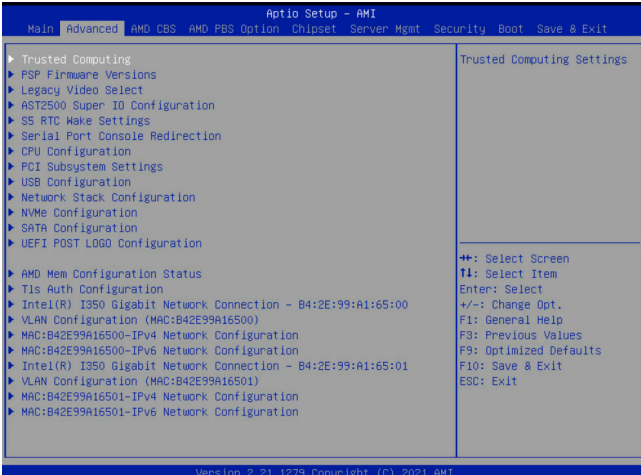 Aptio Setup – AMI
Main Advanced AMD CBS AMD PBS Option Chipset Server Mgmt Security Boot Save & Exit
▶ Trusted Computing
▶ PSP Firmware Versions
▶ Legacy Video Select
▶ AST2500 Super IO Configuration
▶ S5 RTC Wake Settings
▶ Serial Port Console Redirection
▶ CPU Configuration
▶ PCI Subsystem Settings
▶ USB Configuration
▶ Network Stack Configuration
▶ NVMe Configuration
▶ SATA Configuration
▶ UEFI POST LOGO Configuration
▶ AMD Mem Configuration Status
▶ Tls Auth Configuration
▶ Intel(R) I350 Gigabit Network Connection – B4:2E:99:A1:65:00
▶ VLAN Configuration (MAC:B42E99A16500)
▶ MAC:B42E99A16500-IPv4 Network Configuration
▶ MAC:B42E99A16500-IPv6 Network Configuration
▶ Intel(R) I350 Gigabit Network Connection – B4:2E:99:A1:65:01
▶ VLAN Configuration (MAC:B42E99A16501)
▶ MAC:B42E99A16501-IPv4 Network Configuration
▶ MAC:B42E99A16501-IPv6 Network Configuration
Trusted Computing Settings
→←: Select Screen
↑↓: Select Item
Enter: Select
+/-: Change Opt.
F1: General Help
F3: Previous Values
F9: Optimized Defaults
F10: Save & Exit
ESC: Exit
Version 2.21.1279 Copyright (C) 2021 AMI